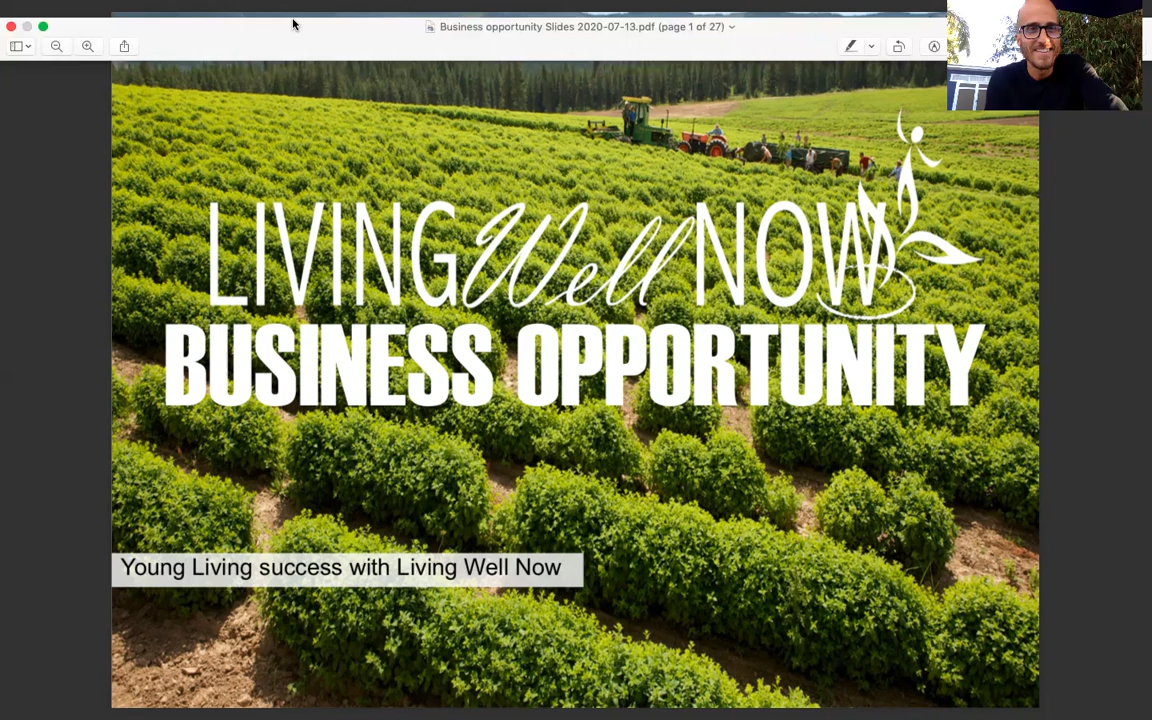 Business opportunity Slides 2020-07-13.pdf (page 1 of 27)
LIVING Well NOW
BUSINESS OPPORTUNITY
Young Living success with Living Well Now